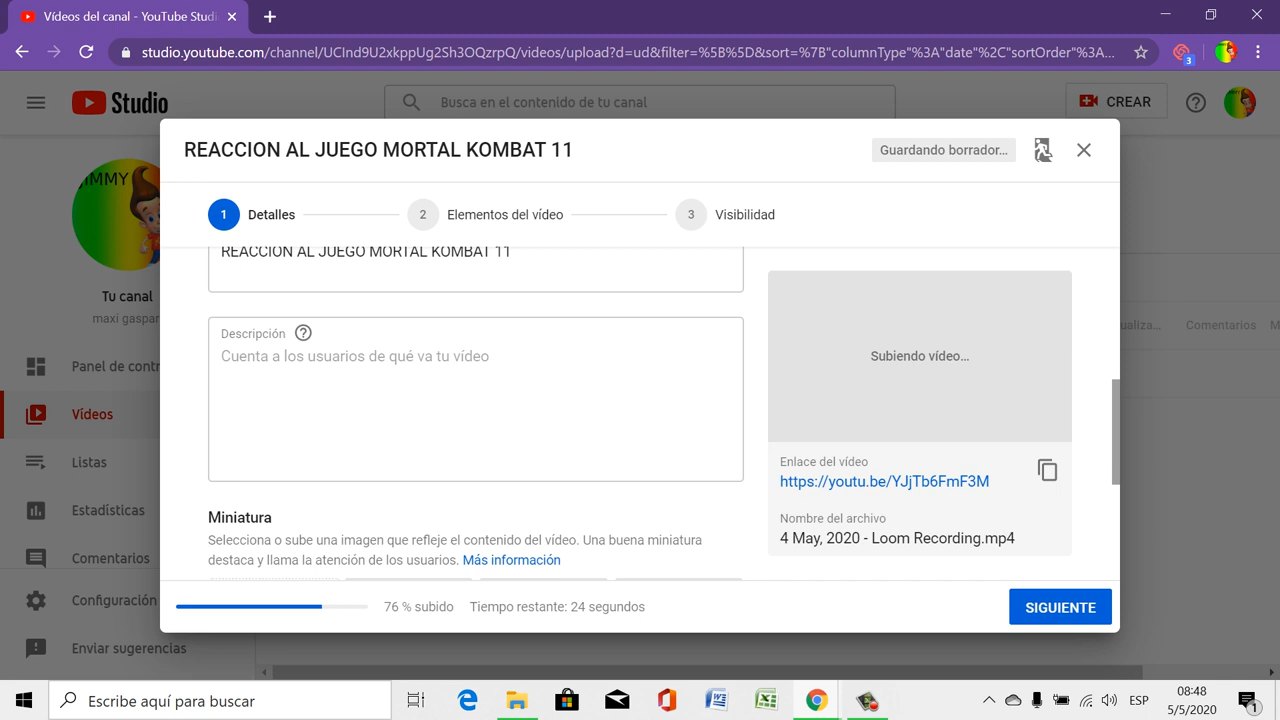 Vídeos del canal - YouTube Stud
studio.youtube.com/channel/UCInd9U2xkppUg2Sh3OQzrpQ/videos/upload?d=ud&filter=%5B%5D&sort=%7B"columnType"%3A"date"%2C"sortOrder"%3A...
3
Studio
Busca en el contenido de tu canal
CREAR
REACCION AL JUEGO MORTAL KOMBAT 11
Guardando borrador...
JIMMY
1 Detalles
2 Elementos del vídeo
3 Visibilidad
REACCION AL JUEGO MORTAL KOMBAT 11
Descripción
Cuenta a los usuarios de qué va tu vídeo
Subiendo vídeo...
Enlace del vídeo
https://youtu.be/YJjTb6FmF3M
Nombre del archivo
4 May, 2020 - Loom Recording.mp4
Miniatura
Selecciona o sube una imagen que refleje el contenido del vídeo. Una buena miniatura
destaca y llama la atención de los usuarios. Más información
76 % subido
Tiempo restante: 24 segundos
SIGUIENTE
Tu canal
maxi gaspar
Panel de contr
Vídeos
Listas
Estadísticas
Comentarios
Configuración
Enviar sugerencias
ualiza...
Comentarios
M
Escribe aquí para buscar
ESP
08:48
5/5/2020
1